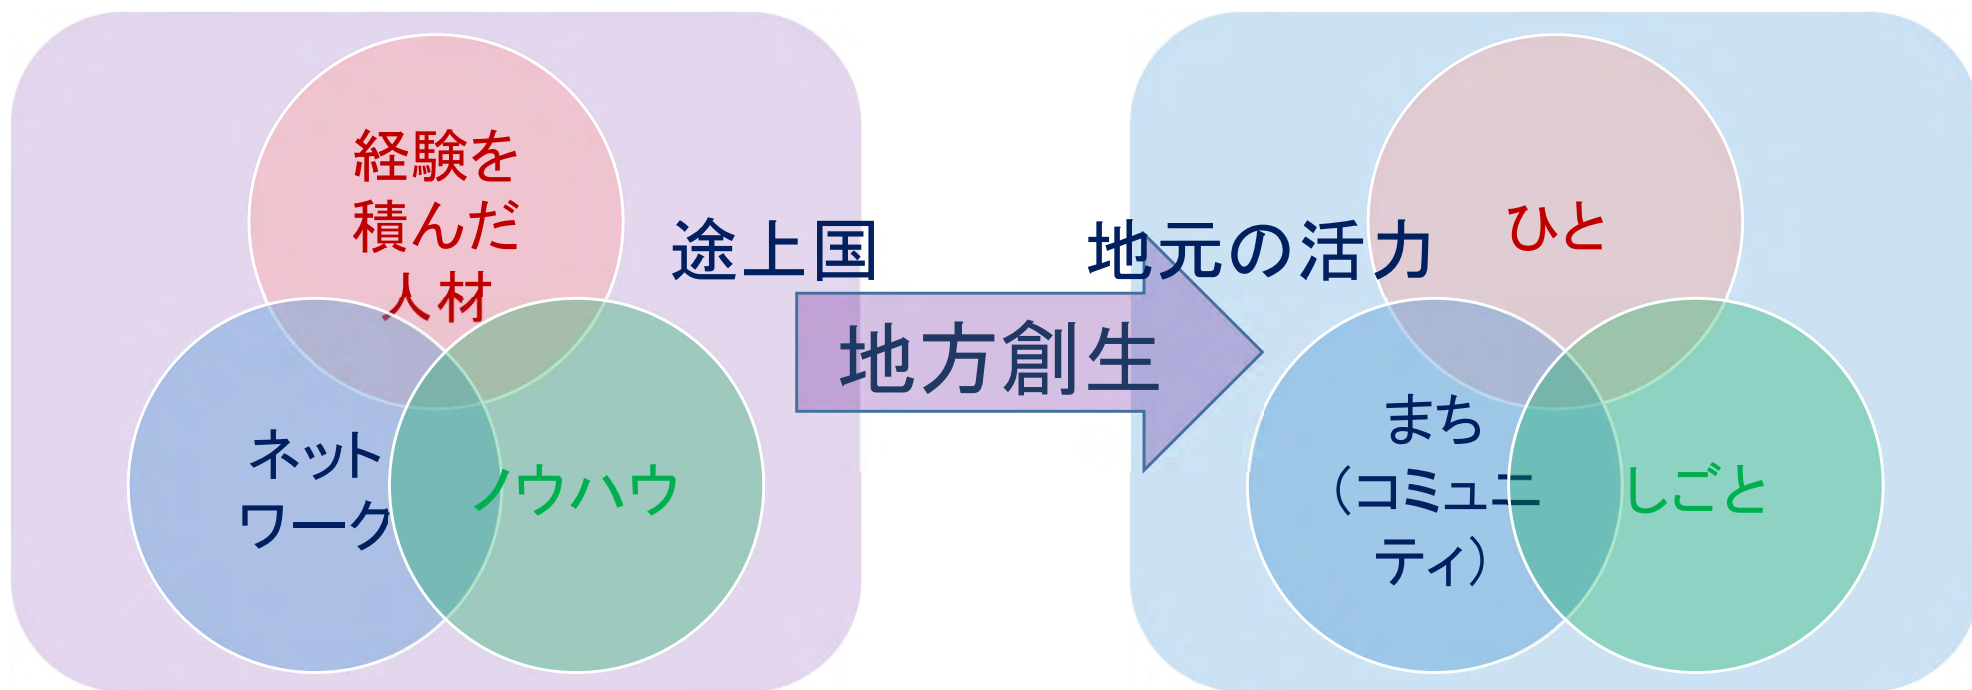 経験を
積んだ
人材
ネット
ワーク
ノウハウ
途上国
地方創生
地元の活力
ひと
まち
（コミュニ
ティ）
しごと